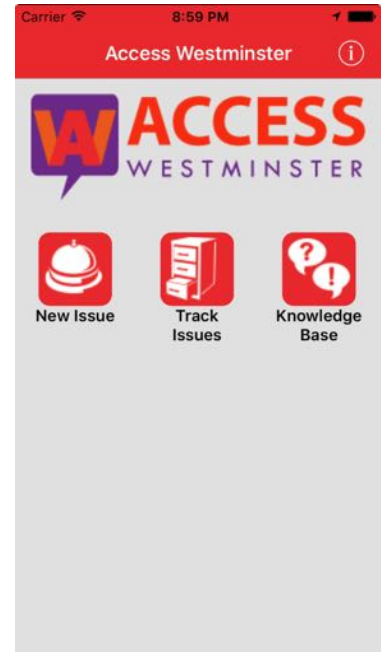 Carrier 8:59 PM
Access Westminster i
W ACCESS
WESTMINSTER
New Issue Track Knowledge
Issues Base
? !